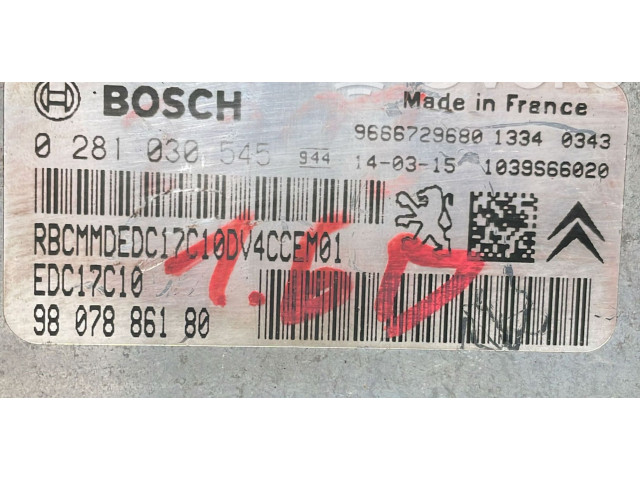 BOSCH
Made in France
9666729680 1334 0343
0 281 030 545 944 14-03-15 1039S66020
RBCMMDEDC17C10DV4CCEM01
EDC17C10
98 078 861 80
1.6D